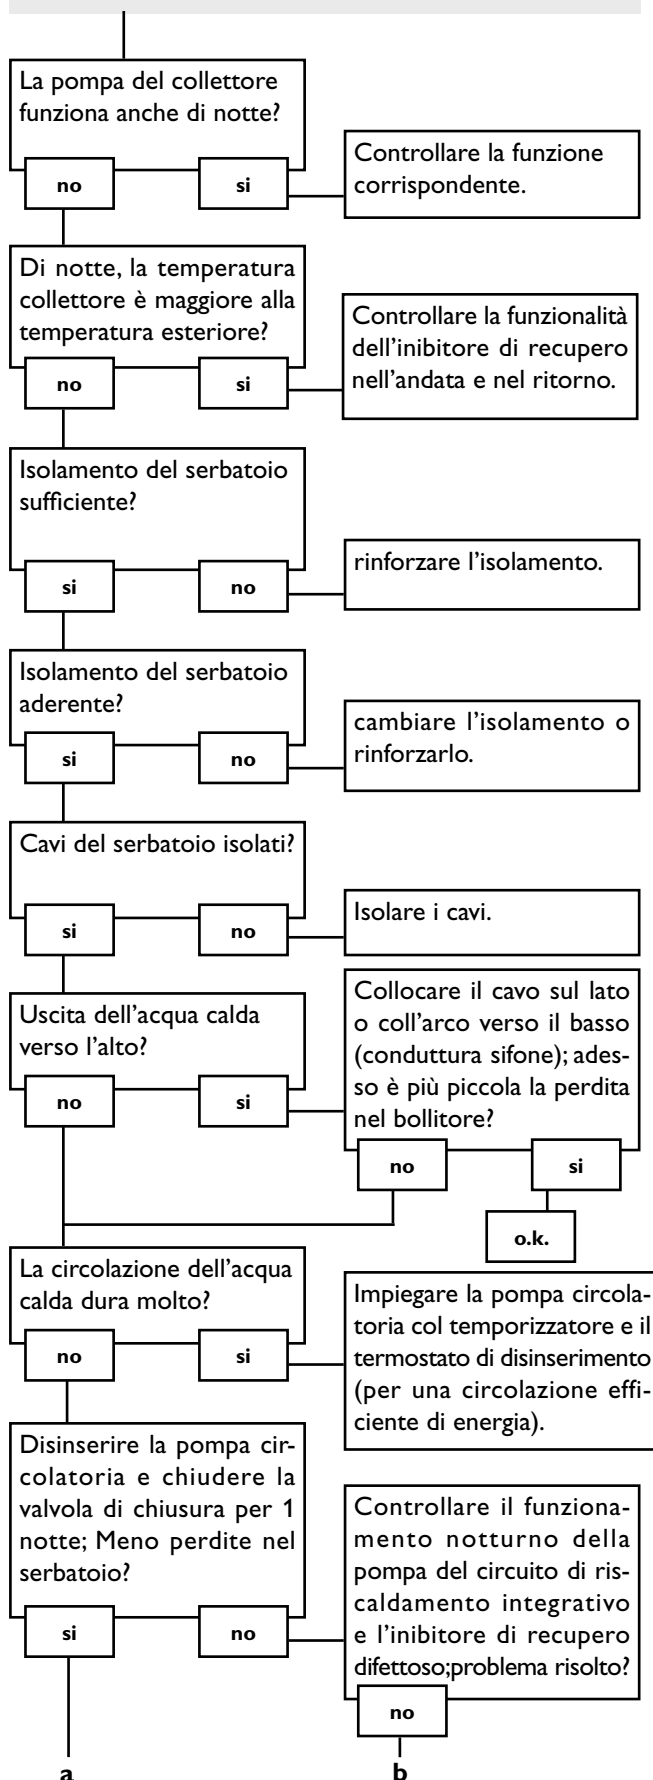 La pompa del collettore
funziona anche di notte?
no
si
Controllare la funzione
corrispondente.
Di notte, la temperatura
collettore è maggiore alla
temperatura esteriore?
no
si
Controllare la funzionalità
dell'inibitore di recupero
nell'andata e nel ritorno.
Isolamento del serbatoio
sufficiente?
si
no
rinforzare l'isolamento.
Isolamento del serbatoio
aderente?
si
no
cambiare l'isolamento o
rinforzarlo.
Cavi del serbatoio isolati?
si
no
Isolare i cavi.
Uscita dell'acqua calda
verso l'alto?
no
si
Collocare il cavo sul lato
o coll'arco verso il basso
(conduttura sifone); ades-
so è più piccola la perdita
nel bollitore?
no
si
o.k.
La circolazione dell'acqua
calda dura molto?
no
si
Impiegare la pompa circola-
toria col temporizzatore e il
termostato di disinserimento
(per una circolazione effi-
ciente di energia).
Disinserire la pompa cir-
colatoria e chiudere la
valvola di chiusura per 1
notte; Meno perdite nel
serbatoio?
si
no
Controllare il funziona-
mento notturno della
pompa del circuito di ris-
caldamento integrativo
e l'inibitore di recupero
difettoso;problema risolto?
no
a
b